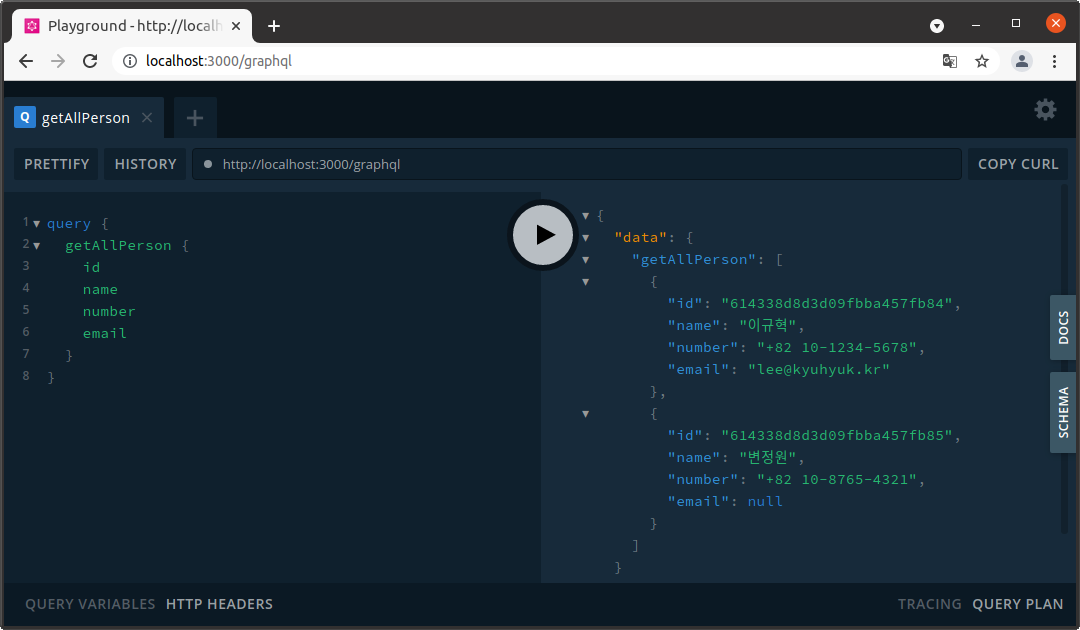 Playground - http://localh
localhost:3000/graphql
Q getAllPerson
PRETTIFY HISTORY http://localhost:3000/graphql COPY CURL
1 query {
2 getAllPerson {
3 id
4 name
5 number
6 email
7 }
8 }
{
"data": {
"getAllPerson": [
{
"id": "614338d8d3d09fbba457fb84",
"name": "이규혁",
"number": "+82 10-1234-5678",
"email": "lee@kyuhyuk.kr"
},
{
"id": "614338d8d3d09fbba457fb85",
"name": "변정원",
"number": "+82 10-8765-4321",
"email": null
}
]
}
DOCS
SCHEMA
QUERY VARIABLES HTTP HEADERS
TRACING QUERY PLAN